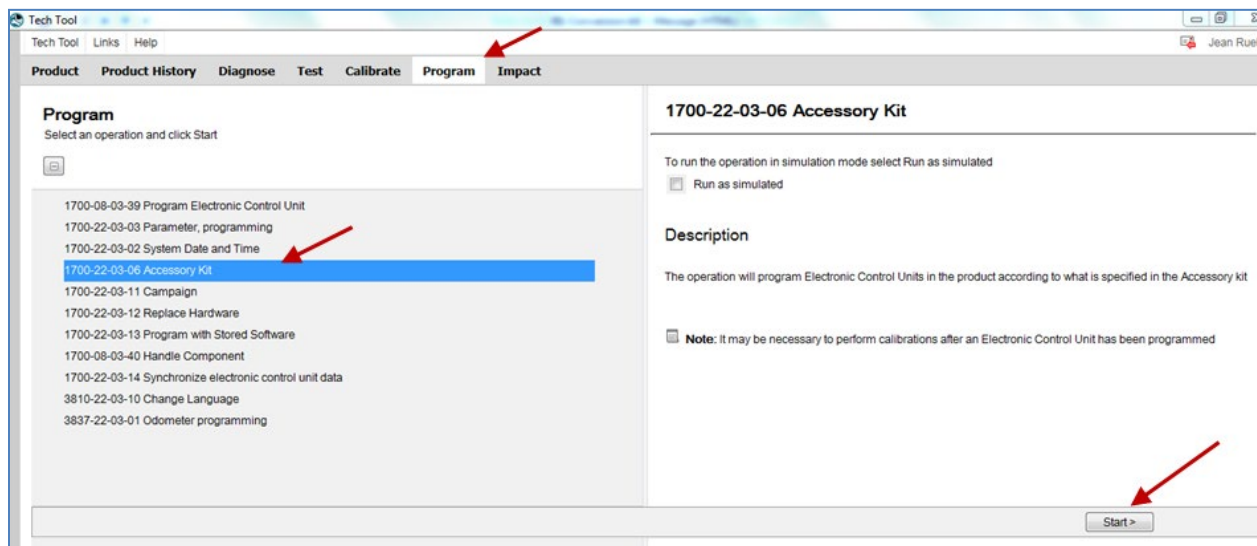 Tech Tool
Tech Tool Links Help
Jean Ruel
Product Product History Diagnose Test Calibrate Program Impact
Program
Select an operation and click Start
1700-08-03-39 Program Electronic Control Unit
1700-22-03-03 Parameter, programming
1700-22-03-02 System Date and Time
1700-22-03-06 Accessory Kit
1700-22-03-11 Campaign
1700-22-03-12 Replace Hardware
1700-22-03-13 Program with Stored Software
1700-08-03-40 Handle Component
1700-22-03-14 Synchronize electronic control unit data
3810-22-03-10 Change Language
3837-22-03-01 Odometer programming
1700-22-03-06 Accessory Kit
To run the operation in simulation mode select Run as simulated
Run as simulated
Description
The operation will program Electronic Control Units in the product according to what is specified in the Accessory kit
Note: It may be necessary to perform calibrations after an Electronic Control Unit has been programmed
Start >